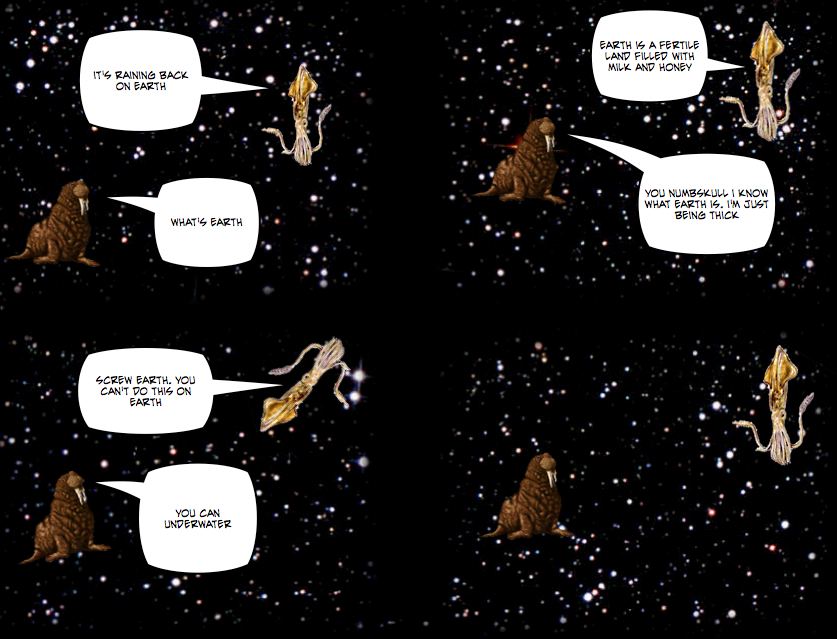 IT'S RAINING BACK
ON EARTH
WHAT'S EARTH
EARTH IS A FERTILE
LAND FILLED WITH
MILK AND HONEY
YOU NUMBSKULL I KNOW
WHAT EARTH IS. I'M JUST
BEING THICK
SCREW EARTH. YOU
CAN'T DO THIS ON
EARTH
YOU CAN
UNDERWATER